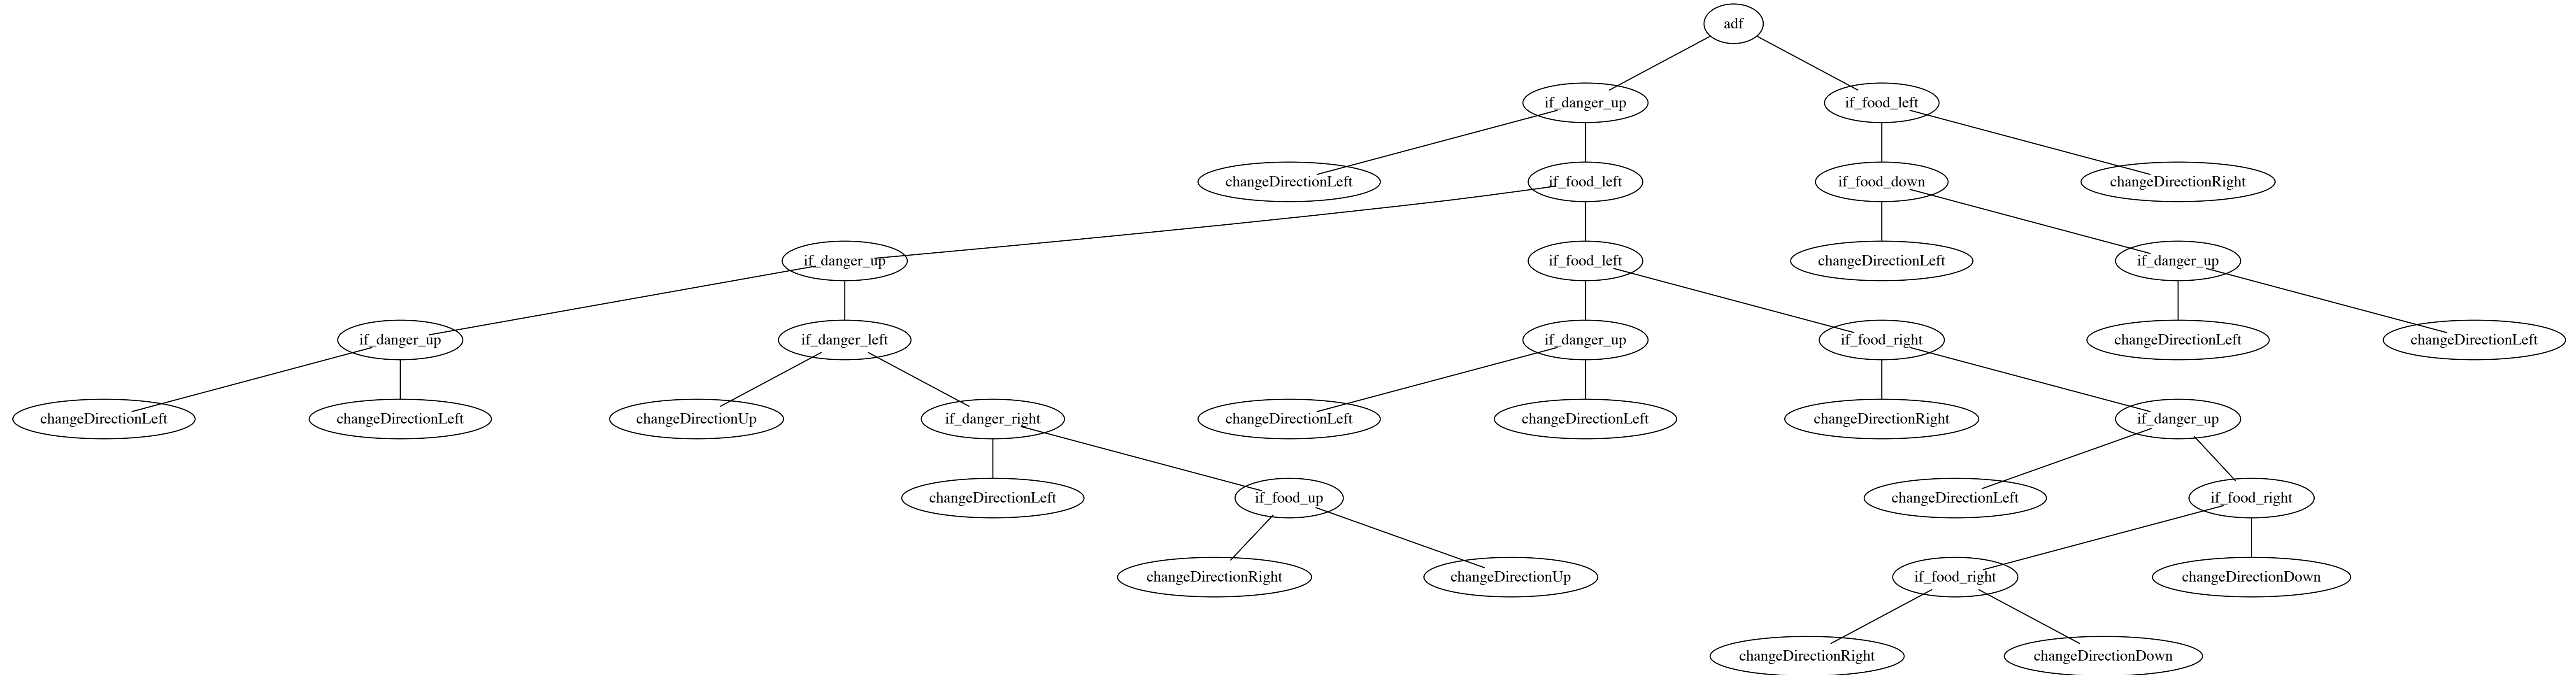 adf
if_danger_up
if_food_left
changeDirectionLeft
if_food_left
if_food_down
changeDirectionRight
if_danger_up
if_food_left
changeDirectionLeft
if_danger_up
if_danger_up
if_danger_left
if_danger_up
if_food_right
changeDirectionLeft
changeDirectionLeft
changeDirectionLeft
changeDirectionLeft
changeDirectionUp
if_danger_right
changeDirectionLeft
changeDirectionLeft
changeDirectionRight
if_danger_up
changeDirectionLeft
if_food_up
changeDirectionLeft
if_food_right
changeDirectionRight
changeDirectionUp
if_food_right
changeDirectionDown
changeDirectionRight
changeDirectionDown